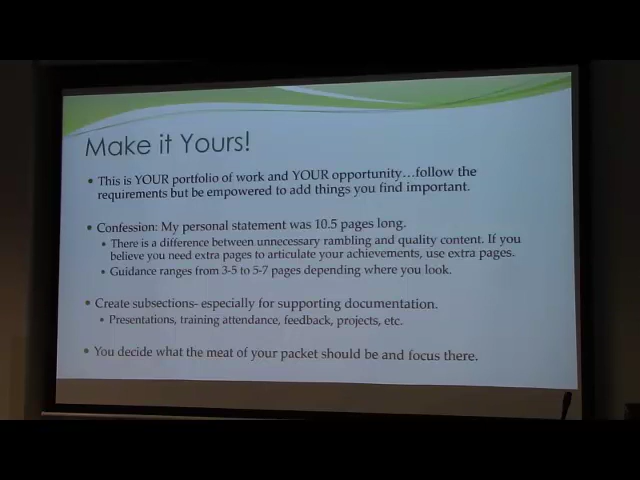 Make it Yours!
• This is YOUR portfolio of work and YOUR opportunity…follow the
requirements but be empowered to add things you find important.
• Confession: My personal statement was 10.5 pages long.
• There is a difference between unnecessary rambling and quality content. If you
believe you need extra pages to articulate your achievements, use extra pages.
• Guidance ranges from 3-5 to 5-7 pages depending where you look.
• Create subsections- especially for supporting documentation.
• Presentations, training attendance, feedback, projects, etc.
• You decide what the meat of your packet should be and focus there.